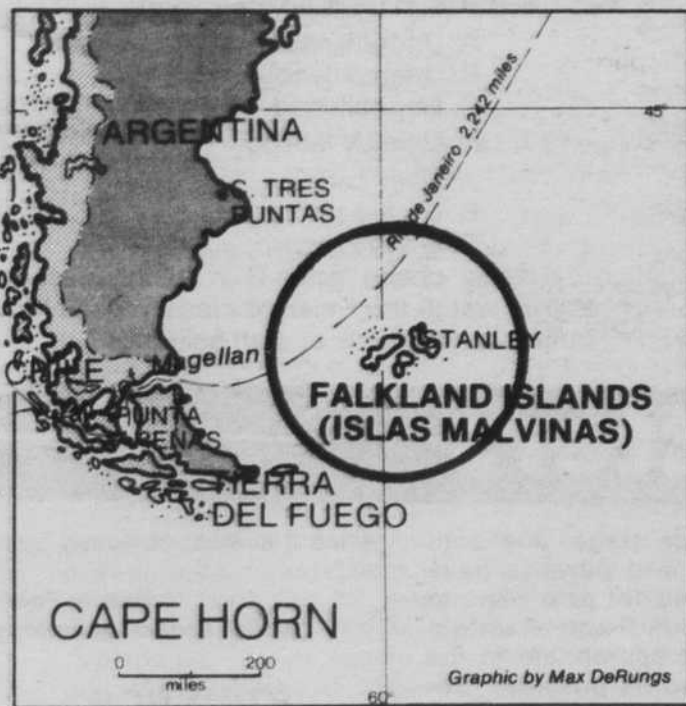 45°
ARGENTINA
C. TRES
PUNTAS
Rio de Janeiro 2,242 miles
STANLEY
Magellan
CHILE
FALKLAND ISLANDS
(ISLAS MALVINAS)
PUNTA
ARENAS
TIERRA
DEL FUEGO
CAPE HORN
0 200
miles
60°
Graphic by Max DeRungs